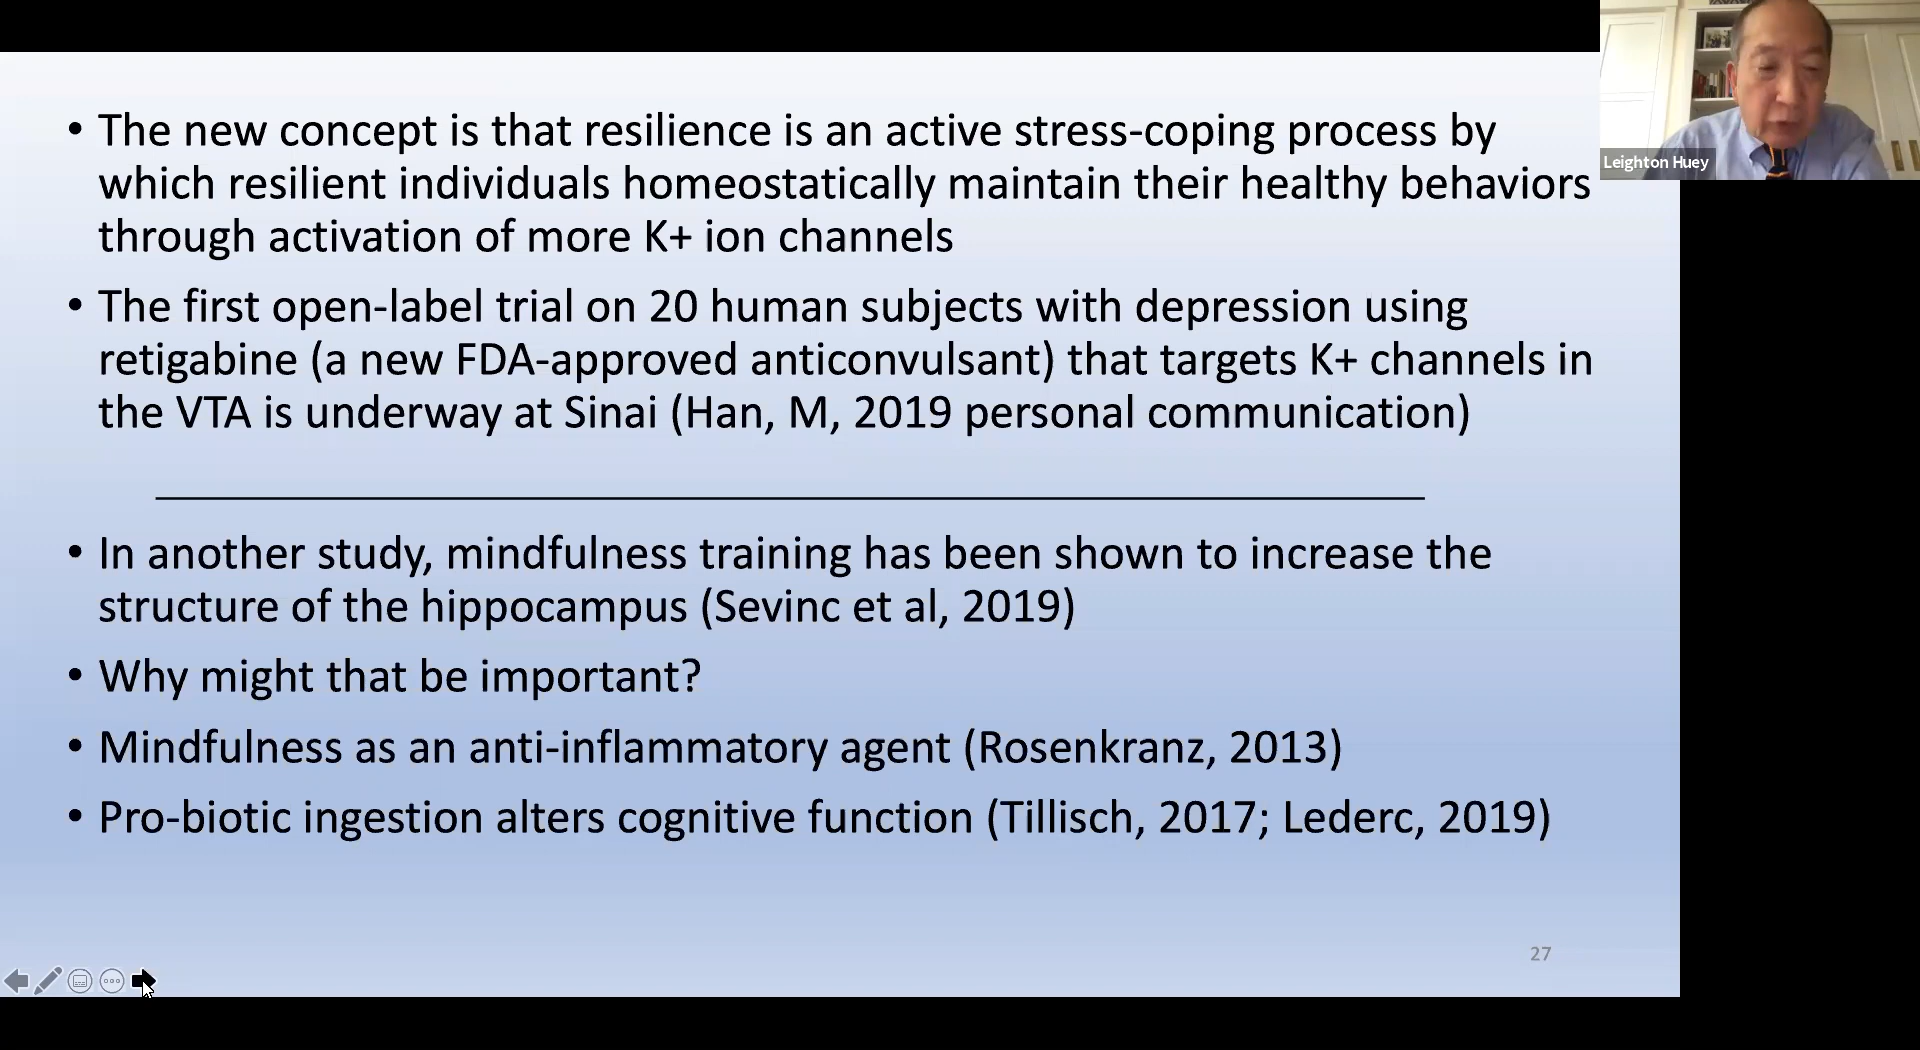 • The new concept is that resilience is an active stress-coping process by
which resilient individuals homeostatically maintain their healthy behaviors
through activation of more K+ ion channels
• The first open-label trial on 20 human subjects with depression using
retigabine (a new FDA-approved anticonvulsant) that targets K+ channels in
the VTA is underway at Sinai (Han, M, 2019 personal communication)
• In another study, mindfulness training has been shown to increase the
structure of the hippocampus (Sevinc et al, 2019)
• Why might that be important?
• Mindfulness as an anti-inflammatory agent (Rosenkranz, 2013)
• Pro-biotic ingestion alters cognitive function (Tillisch, 2017; Lederc, 2019)
27
Leighton Huey